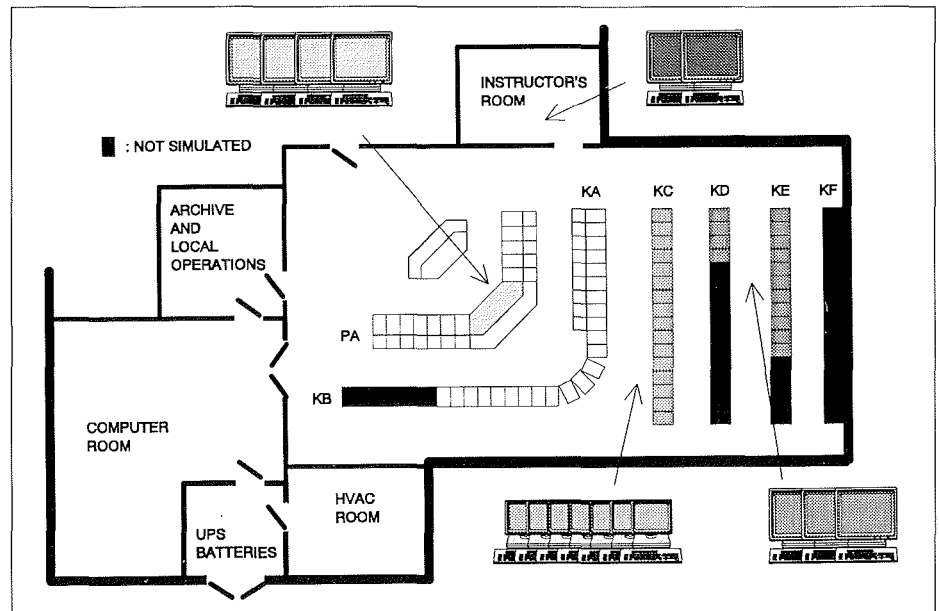 INSTRUCTOR'S
ROOM
: NOT SIMULATED
KA KC KD KE KF
ARCHIVE
AND
LOCAL
OPERATIONS
PA
KB
COMPUTER
ROOM
HVAC
ROOM
UPS
BATTERIES